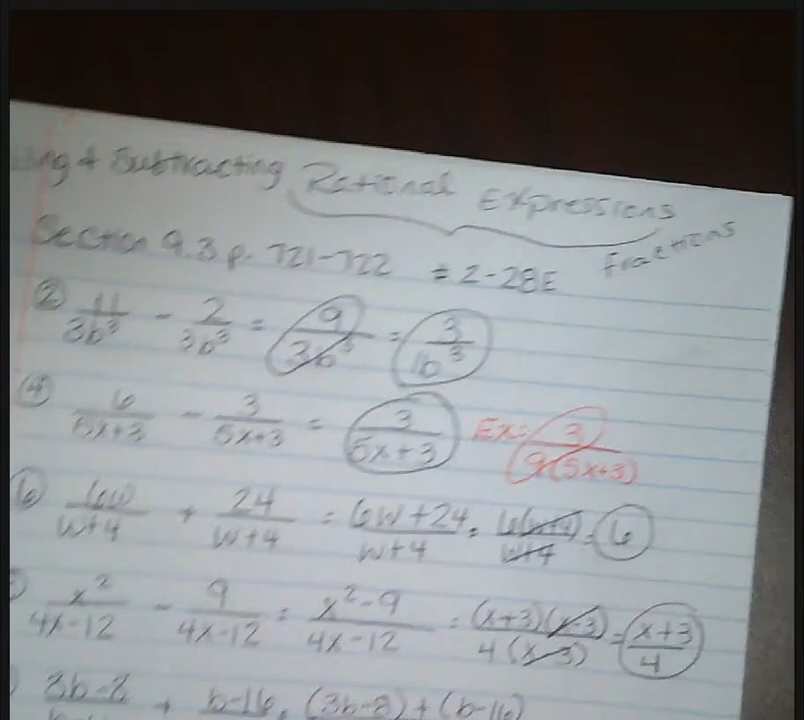 ing & Subtracting Rational Expressions
Fractions
Section 9.3 p. 721-722 #2-28E
② 11/3b³ - 2/3b³ = 9/3b³ = 3/1b³
④ 6/5x+3 - 3/5x+3 = 3/5x+3 Ex: 3/9(5x+3)
⑥ 6w/w+4 + 24/w+4 = 6w+24/w+4 = 6(w+4)/w+4 = 6
x²/4x-12 - 9/4x-12 = x²-9/4x-12 = (x+3)(x-3)/4(x-3) = x+3/4
3b-8 + b-16 = (3b-8)+(b-16)